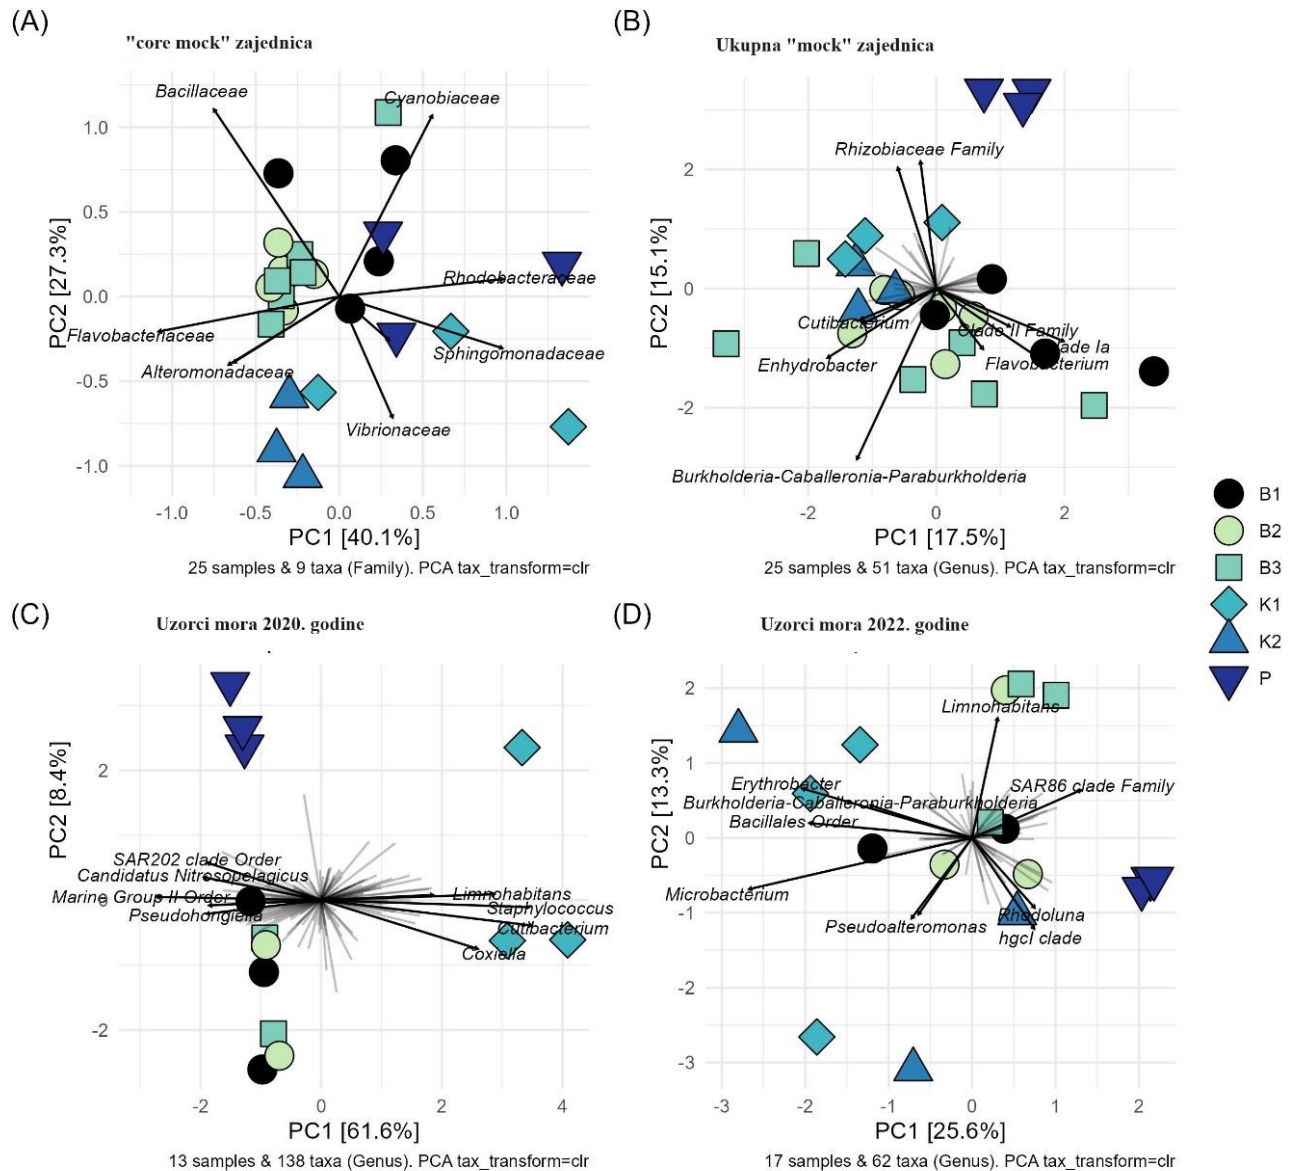 (A)
"core mock" zajednica
Bacillaceae
Cyanobiaceae
Rhodobacteraceae
Flavobacteriaceae
Sphingomonadaceae
Alteromonadaceae
Vibrionaceae
1.0
0.5
0.0
-0.5
-1.0
PC2 [27.3%]
-1.0 -0.5 0.0 0.5 1.0
PC1 [40.1%]
25 samples & 9 taxa (Family). PCA tax_transform=clr
(B)
Ukupna "mock" zajednica
Rhizobiaceae Family
Cutibacterium
Clade II Family
ade Ia
Enhydrobacter
Flavobacterium
Burkholderia-Caballeronia-Paraburkholderia
2
0
-2
PC2 [15.1%]
-2 0 2
PC1 [17.5%]
25 samples & 51 taxa (Genus). PCA tax_transform=clr
B1
B2
B3
K1
K2
P
(C)
Uzorci mora 2020. godine
SAR202 clade Order
Candidatus Nitrosopelagicus
Marine Group II Order
Pseudohongiella
Limnohabitans
Staphylococcus
Cutibacterium
Coxiella
2
0
-2
PC2 [8.4%]
-2 0 2 4
PC1 [61.6%]
13 samples & 138 taxa (Genus). PCA tax_transform=clr
(D)
Uzorci mora 2022. godine
Limnohabitans
Erythrobacter
SAR86 clade Family
Burkholderia-Caballeronia-Paraburkholderia
Bacillales Order
Microbacterium
Pseudoalteromonas
Rhodoluna
hgcI clade
2
1
0
-1
-2
-3
PC2 [13.3%]
-3 -2 -1 0 1 2
PC1 [25.6%]
17 samples & 62 taxa (Genus). PCA tax_transform=clr